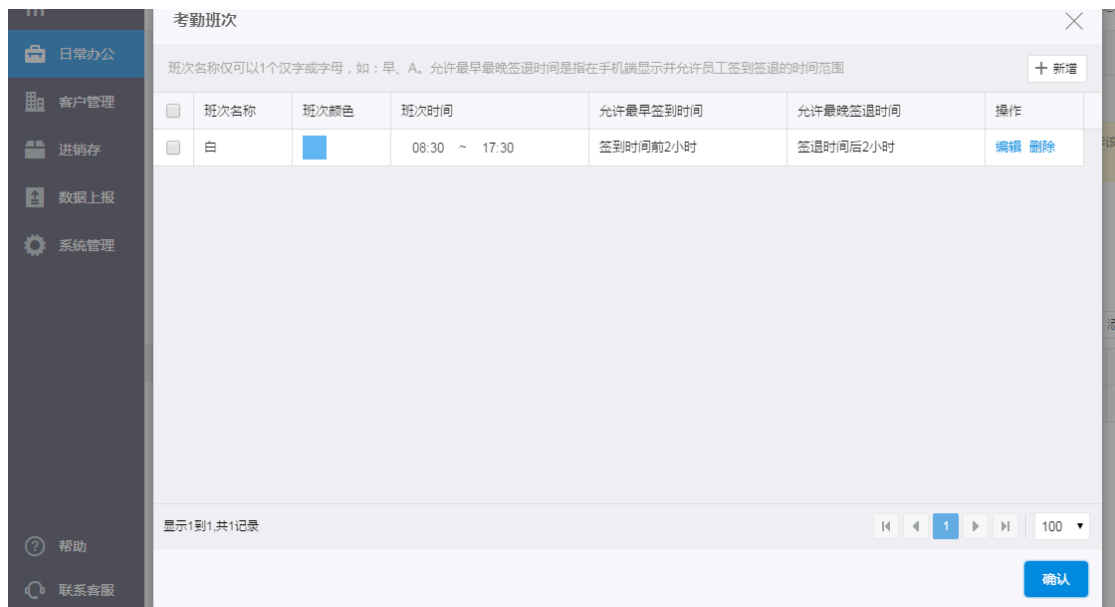 考勤班次
日常办公
班次名称仅可以1个汉字或字母，如：早、A。允许最早最晚签退时间是指在手机端显示并允许员工签到签退的时间范围
新增
客户管理
班次名称 班次颜色 班次时间 允许最早签到时间 允许最晚签退时间 操作
进销存
白 08:30 ~ 17:30 签到时间前2小时 签退时间后2小时 编辑 删除
数据上报
系统管理
显示1到1,共1记录
1
100
帮助
联系客服
确认